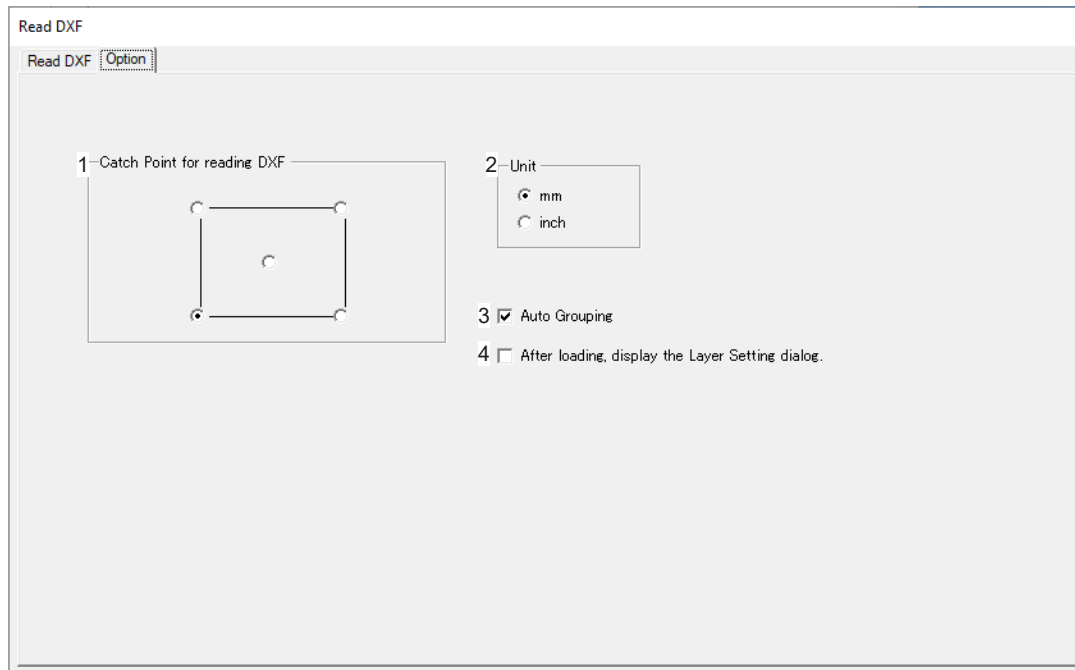 Read DXF
Read DXF Option
1 Catch Point for reading DXF
2 Unit
mm
inch
3 Auto Grouping
4 After loading, display the Layer Setting dialog.